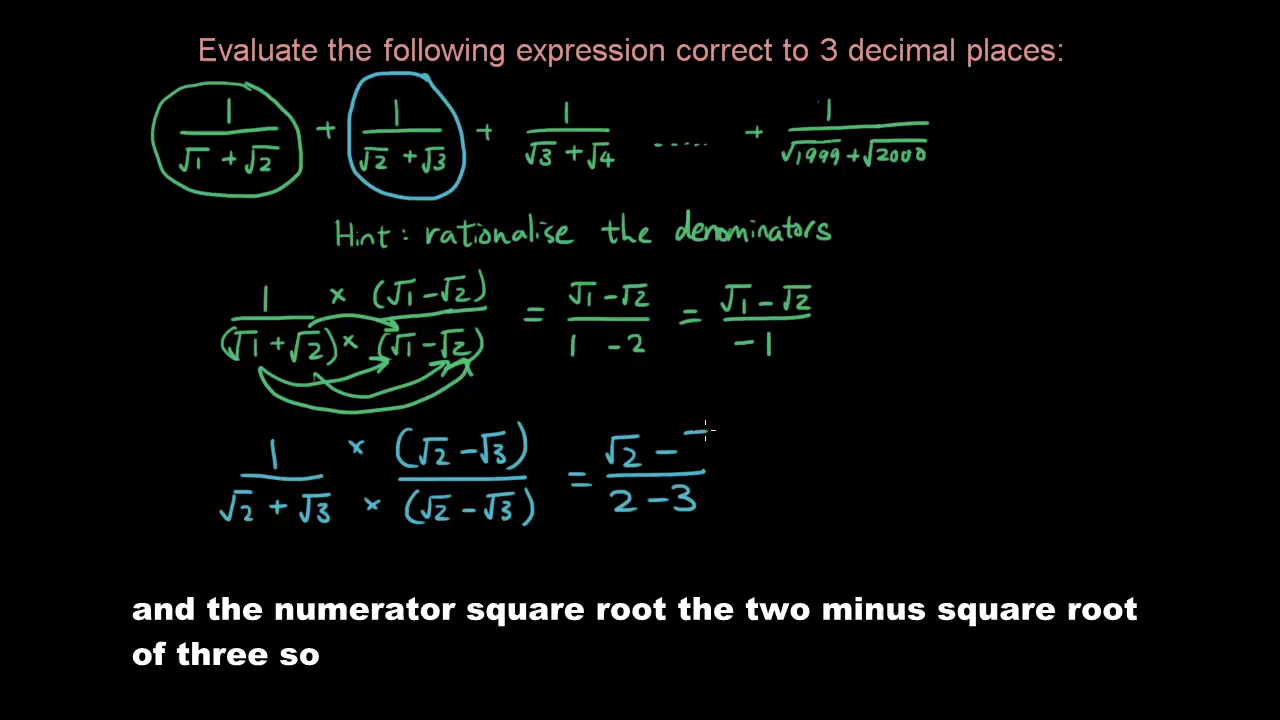 Evaluate the following expression correct to 3 decimal places:
1/(√1 + √2) + 1/(√2 + √3) + 1/(√3 + √4) ..... + 1/(√1999 + √2000)
Hint: rationalise the denominators
1 × (√1 − √2) / (√1 + √2) × (√1 − √2) = (√1 − √2)/(1 − 2) = (√1 − √2)/(−1)
1 × (√2 − √3) / √2 + √3 × (√2 − √3) = (√2 −)/(2 − 3)
and the numerator square root the two minus square root
of three so